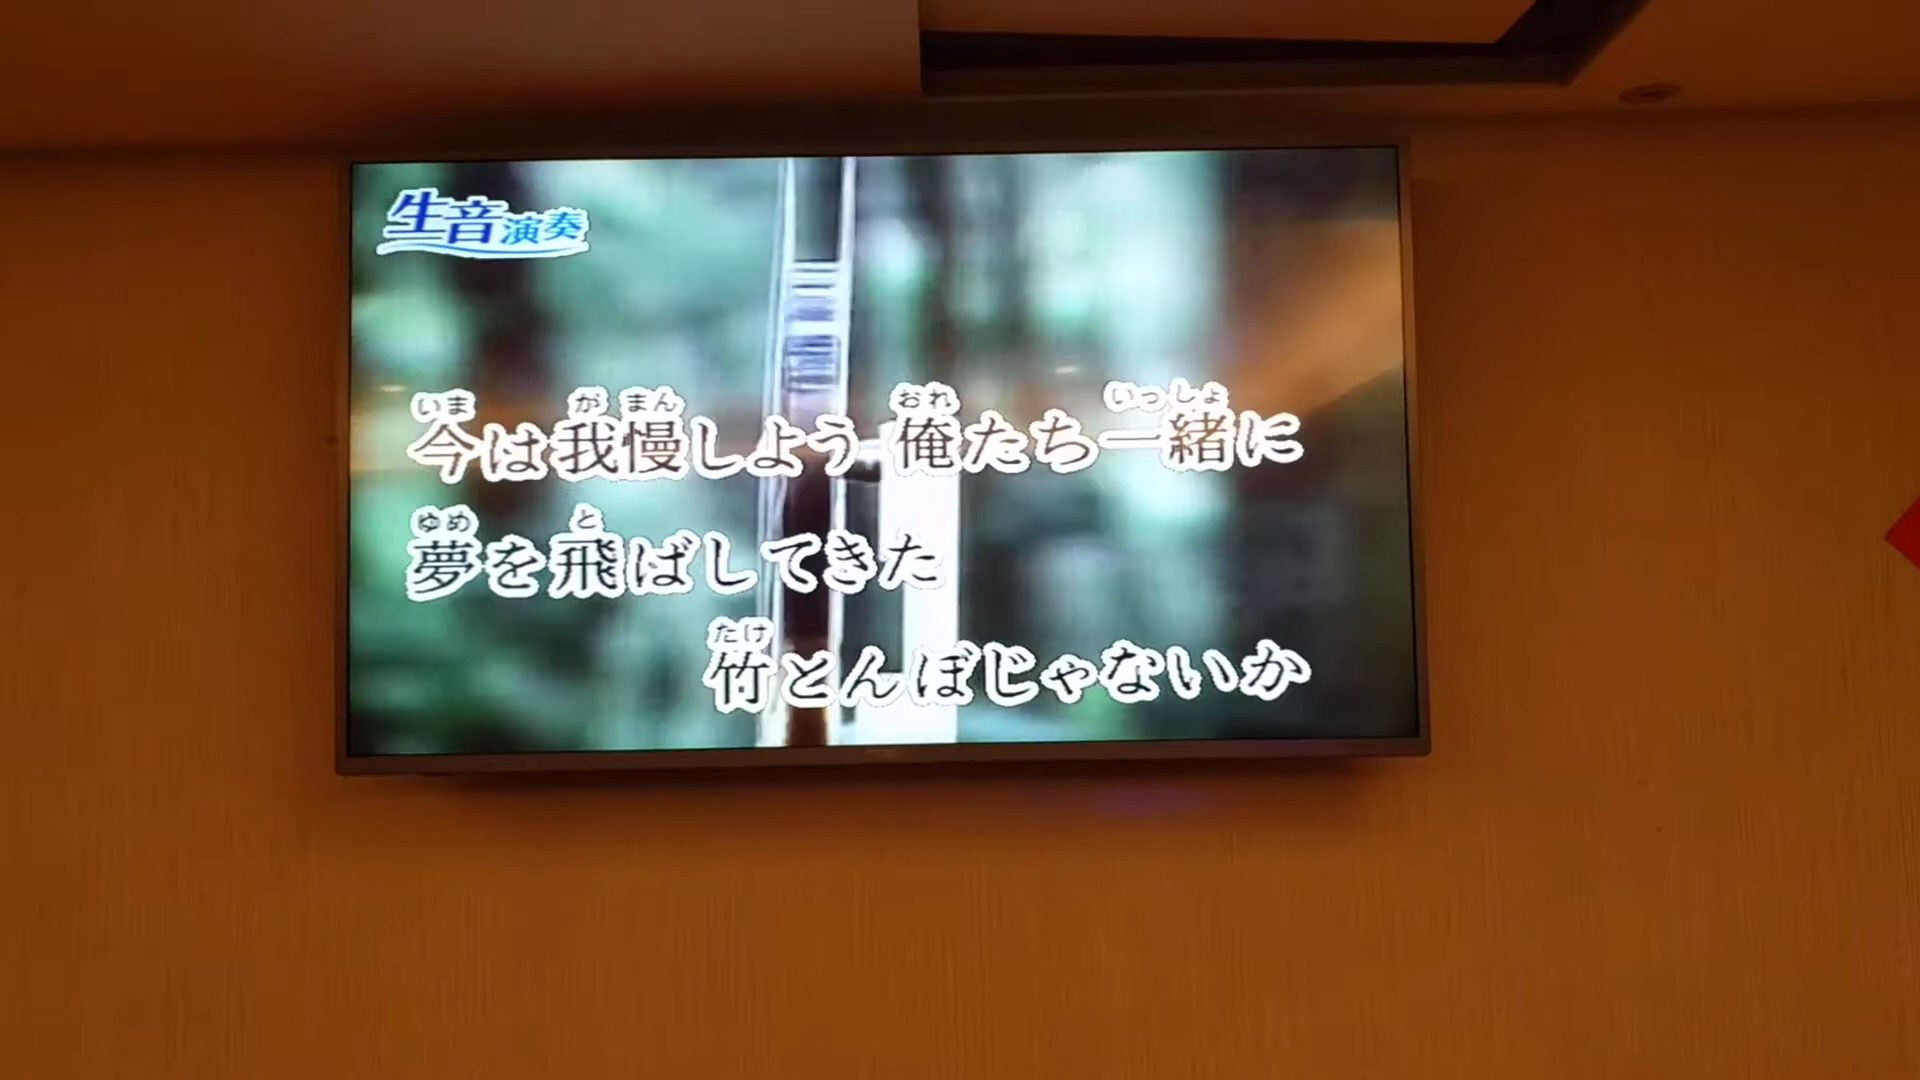 生音演奏
いま がまん おれ いっしょ
今は我慢しよう 俺たち一緒に
ゆめ と
夢を飛ばしてきた
たけ
竹とんぼじゃないか